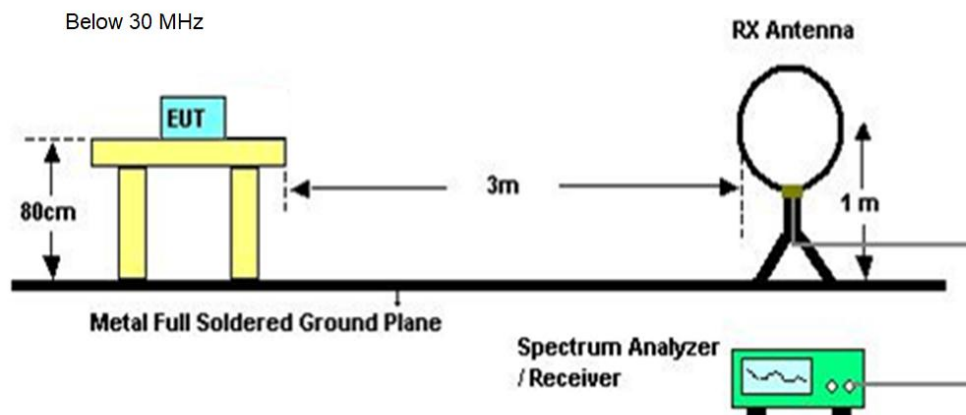 Below 30 MHz
RX Antenna
EUT
3m
80cm
1 m
Metal Full Soldered Ground Plane
Spectrum Analyzer
/ Receiver